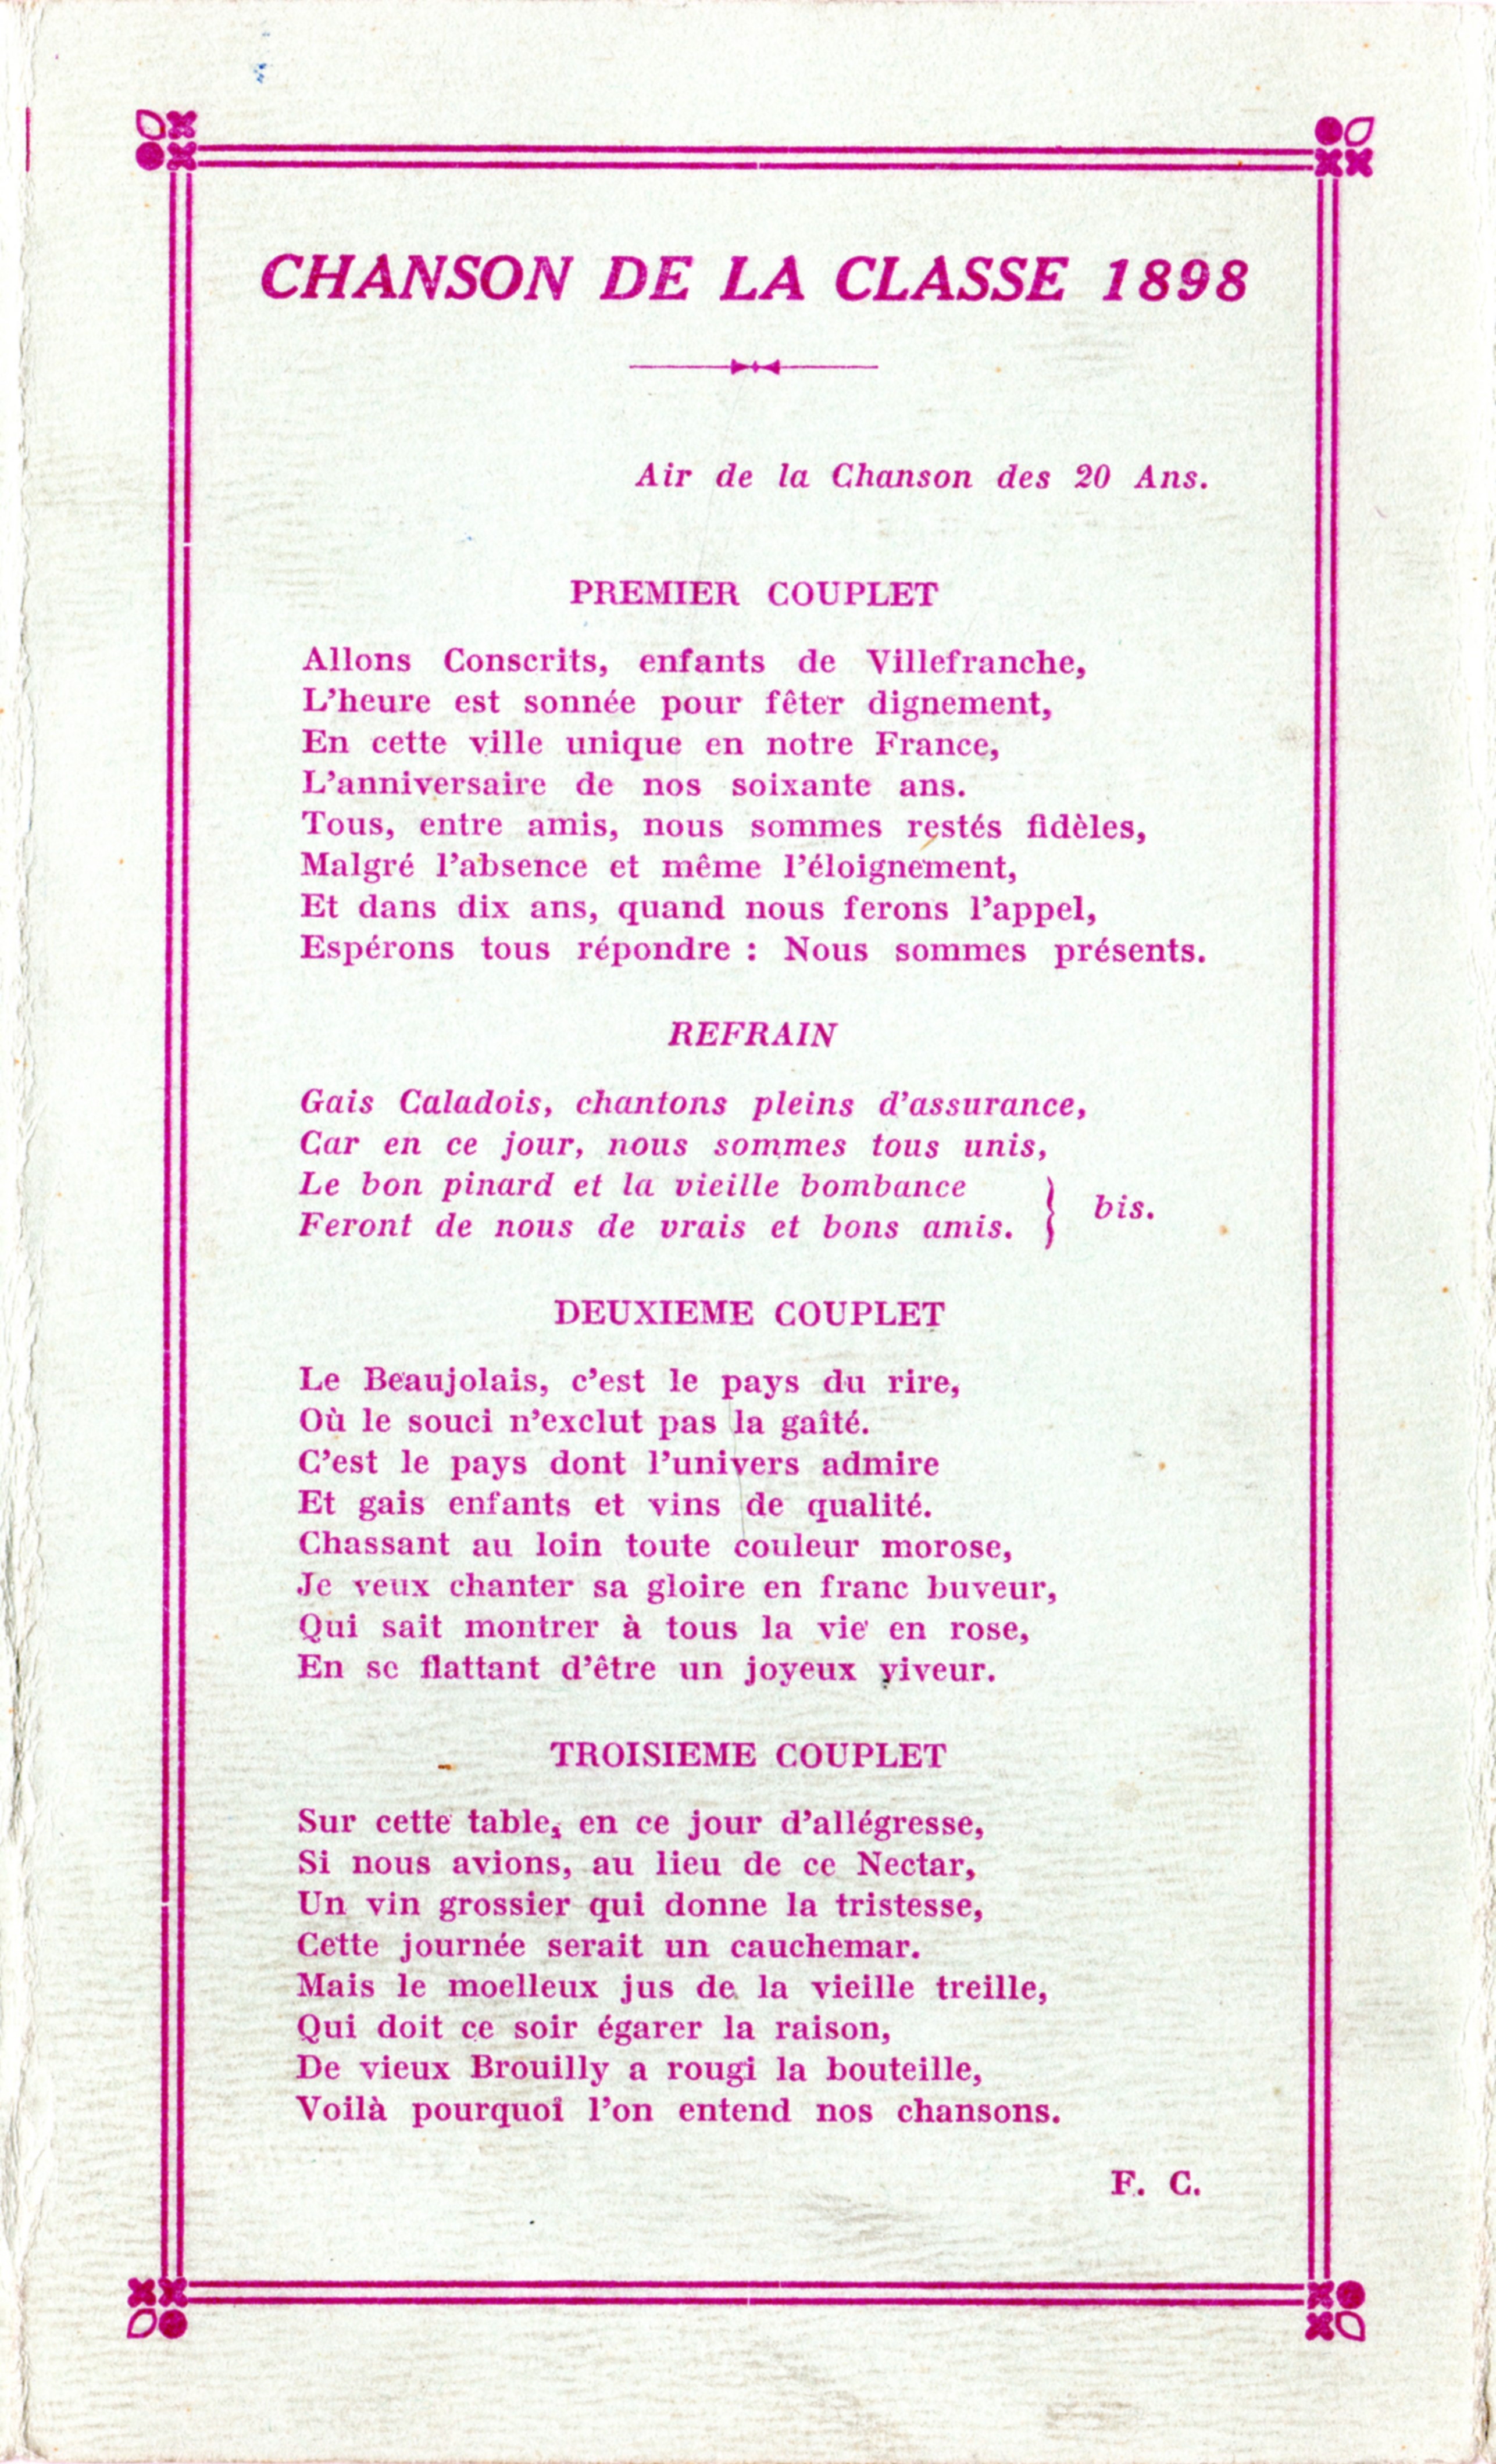 CHANSON DE LA CLASSE 1898
Air de la Chanson des 20 Ans.
PREMIER COUPLET
Allons Conscrits, enfants de Villefranche,
L'heure est sonnée pour fêter dignement,
En cette ville unique en notre France,
L'anniversaire de nos soixante ans.
Tous, entre amis, nous sommes restés fidèles,
Malgré l'absence et même l'éloignement,
Et dans dix ans, quand nous ferons l'appel,
Espérons tous répondre : Nous sommes présents.
REFRAIN
Gais Caladois, chantons pleins d'assurance,
Car en ce jour, nous sommes tous unis,
Le bon pinard et la vieille bombance
Feront de nous de vrais et bons amis. } bis.
DEUXIEME COUPLET
Le Beaujolais, c'est le pays du rire,
Où le souci n'exclut pas la gaîté.
C'est le pays dont l'univers admire
Et gais enfants et vins de qualité.
Chassant au loin toute couleur morose,
Je veux chanter sa gloire en franc buveur,
Qui sait montrer à tous la vie en rose,
En se flattant d'être un joyeux viveur.
TROISIEME COUPLET
Sur cette table, en ce jour d'allégresse,
Si nous avions, au lieu de ce Nectar,
Un vin grossier qui donne la tristesse,
Cette journée serait un cauchemar.
Mais le moelleux jus de la vieille treille,
Qui doit ce soir égarer la raison,
De vieux Brouilly a rougi la bouteille,
Voilà pourquoi l'on entend nos chansons.
F. C.